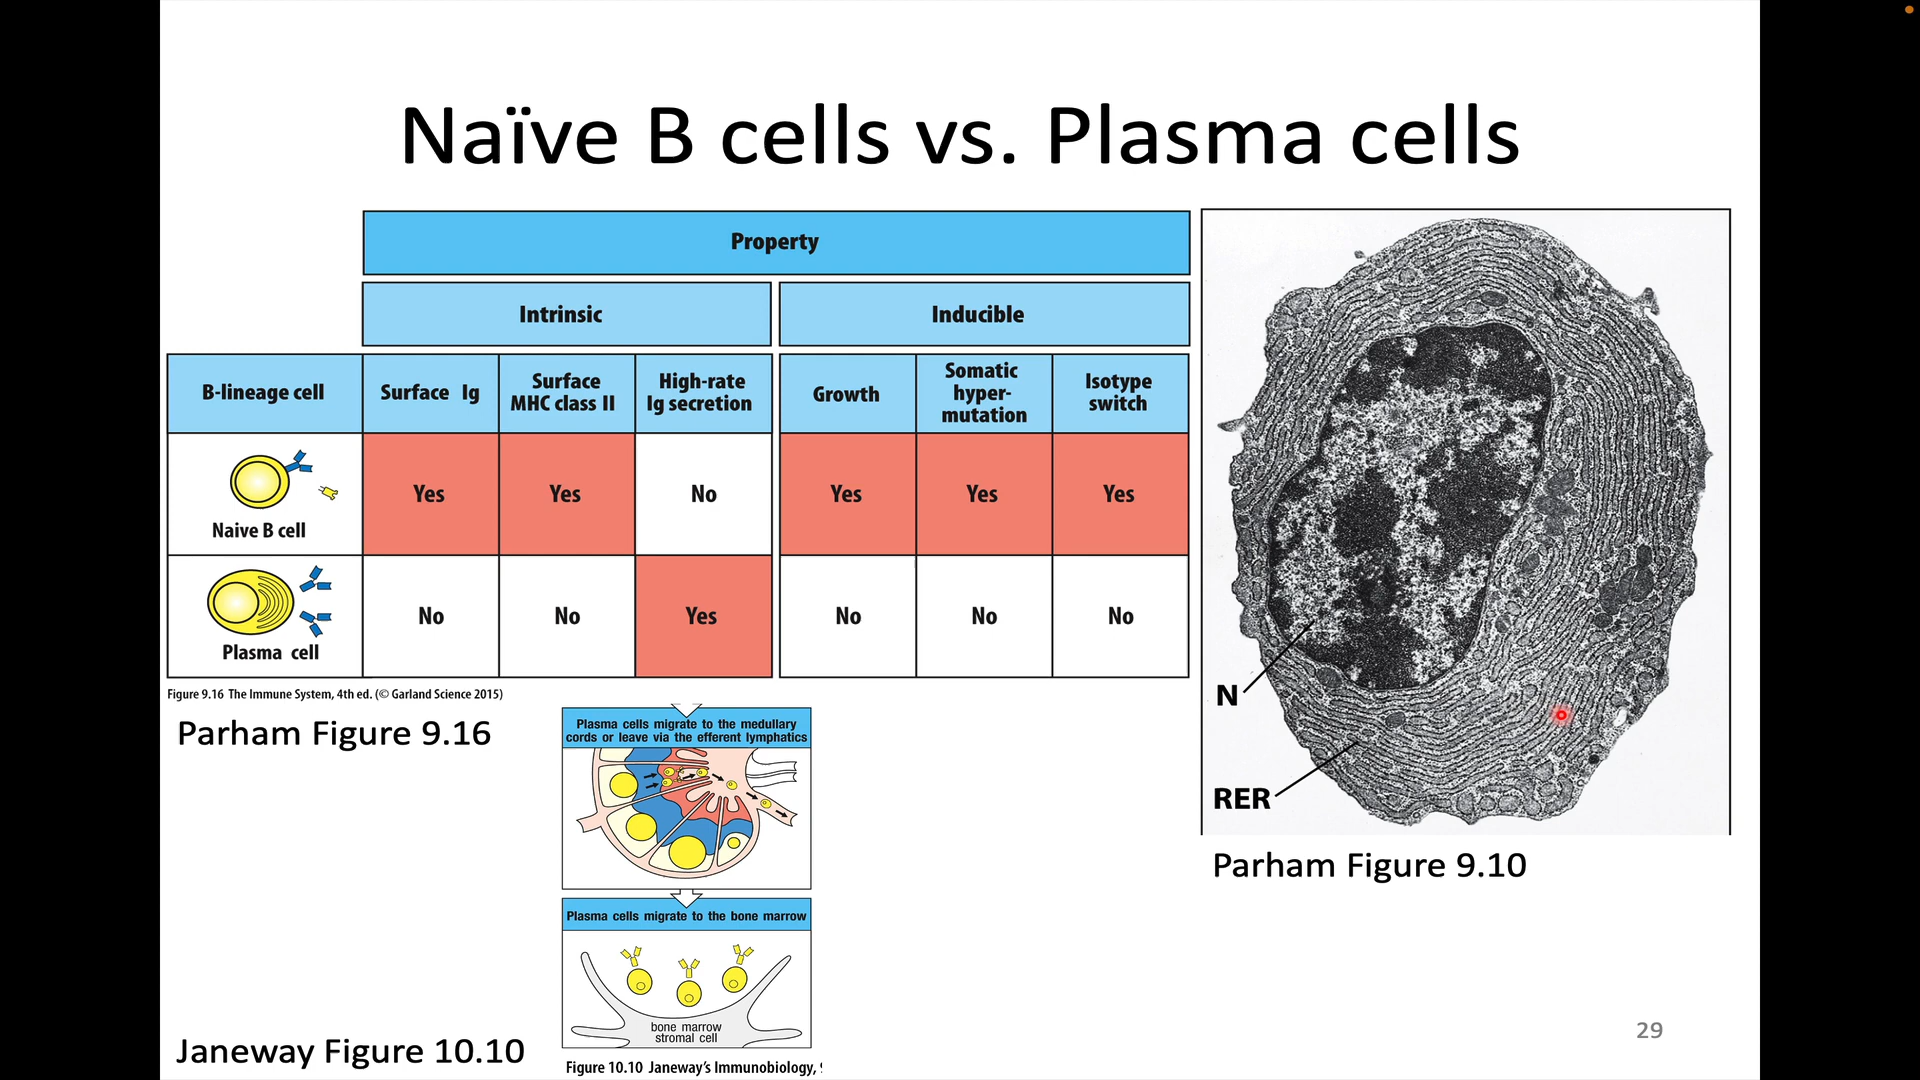 Naïve B cells vs. Plasma cells
Property
Intrinsic
Inducible
B-lineage cell
Surface Ig
Surface
MHC class II
High-rate
Ig secretion
Growth
Somatic
hyper-
mutation
Isotype
switch
Naive B cell
Yes
Yes
No
Yes
Yes
Yes
Plasma cell
No
No
Yes
No
No
No
Figure 9.16 The Immune System, 4th ed. (© Garland Science 2015)
Parham Figure 9.16
Plasma cells migrate to the medullary
cords or leave via the efferent lymphatics
Plasma cells migrate to the bone marrow
bone marrow
stromal cell
Janeway Figure 10.10
Figure 10.10 Janeway's Immunobiology,
N
RER
Parham Figure 9.10
29